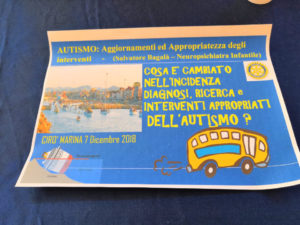 AUTISMO: Aggiornamenti ed Appropriatezza degli
interventi - (Salvatore Bagalà – Neuropsichiatra Infantile)
COSA E' CAMBIATO
NELL'INCIDENZA
DIAGNOSI, RICERCA e
INTERVENTI APPROPRIATI
DELL'AUTISMO ?
CIRO' MARINA 7 Dicembre 2018